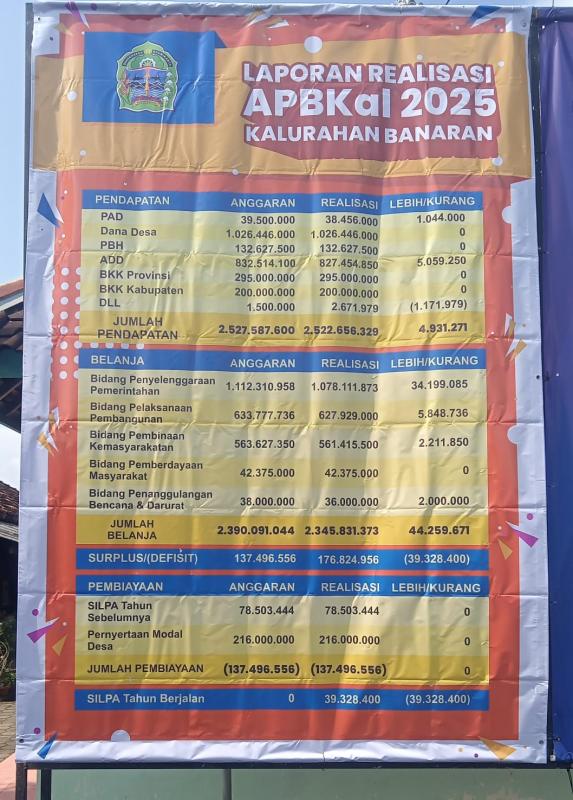 LAPORAN REALISASI
APBKal 2025
KALURAHAN BANARAN
PENDAPATAN ANGGARAN REALISASI LEBIH/KURANG
PAD 39.500.000 38.456.000 1.044.000
Dana Desa 1.026.446.000 1.026.446.000 0
PBH 132.627.500 132.627.500 0
ADD 832.514.100 827.454.850 5.059.250
BKK Provinsi 295.000.000 295.000.000 0
BKK Kabupaten 200.000.000 200.000.000 0
DLL 1.500.000 2.671.979 (1.171.979)
JUMLAH
PENDAPATAN 2.527.587.600 2.522.656.329 4.931.271
BELANJA ANGGARAN REALISASI LEBIH/KURANG
Bidang Penyelenggaraan
Pemerintahan 1.112.310.958 1.078.111.873 34.199.085
Bidang Pelaksanaan
Pembangunan 633.777.736 627.929.000 5.848.736
Bidang Pembinaan
Kemasyarakatan 563.627.350 561.415.500 2.211.850
Bidang Pemberdayaan
Masyarakat 42.375.000 42.375.000 0
Bidang Penanggulangan
Bencana & Darurat 38.000.000 36.000.000 2.000.000
JUMLAH
BELANJA 2.390.091.044 2.345.831.373 44.259.671
SURPLUS/(DEFISIT) 137.496.556 176.824.956 (39.328.400)
PEMBIAYAAN ANGGARAN REALISASI LEBIH/KURANG
SILPA Tahun
Sebelumnya 78.503.444 78.503.444 0
Pernyertaan Modal
Desa 216.000.000 216.000.000 0
JUMLAH PEMBIAYAAN (137.496.556) (137.496.556) 0
SILPA Tahun Berjalan 0 39.328.400 (39.328.400)